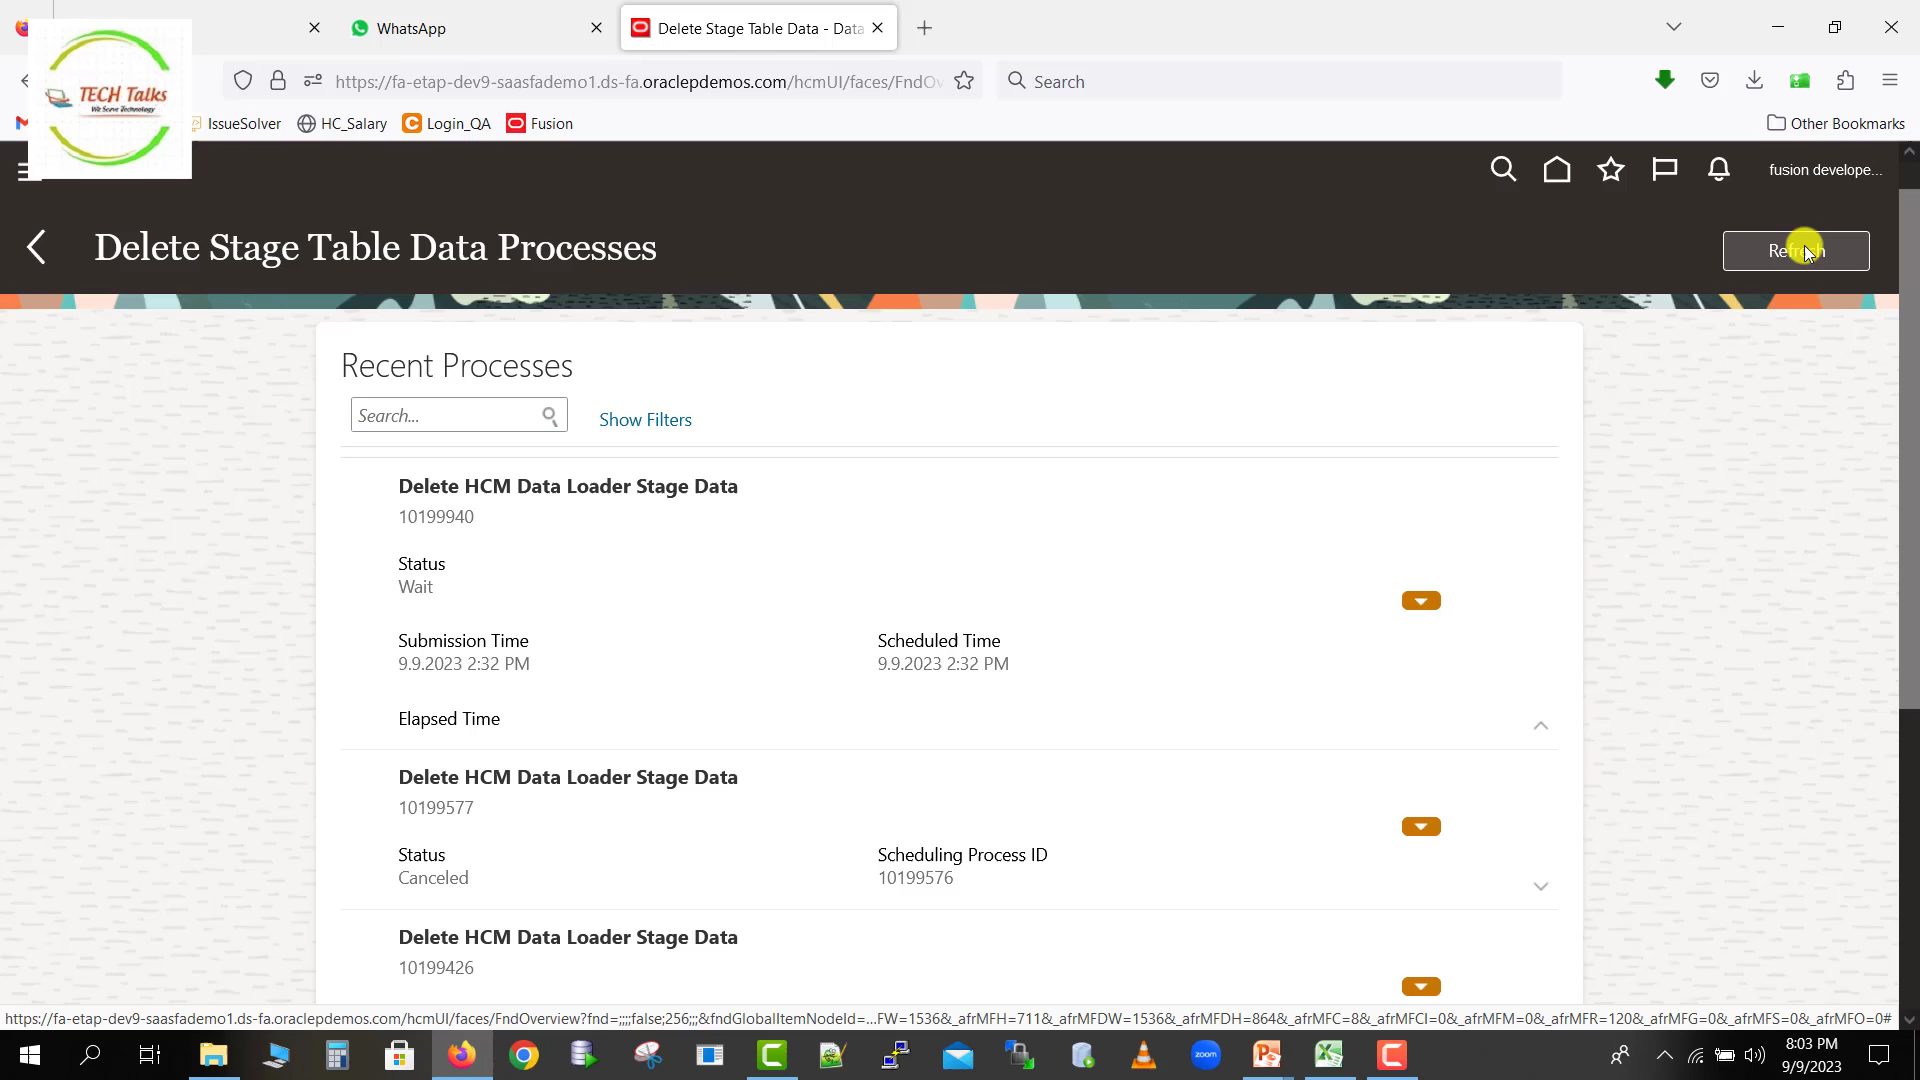 WhatsApp
Delete Stage Table Data - Data
TECH Talks
We Serve Technology
https://fa-etap-dev9-saasfademo1.ds-fa.oraclepdemos.com/hcmUI/faces/FndOv
Search
IssueSolver
HC_Salary
Login_QA
Fusion
Other Bookmarks
fusion develope...
Delete Stage Table Data Processes
Refresh
Recent Processes
Search...
Show Filters
Delete HCM Data Loader Stage Data
10199940
Status
Wait
Submission Time
Scheduled Time
9.9.2023 2:32 PM
9.9.2023 2:32 PM
Elapsed Time
Delete HCM Data Loader Stage Data
10199577
Status
Scheduling Process ID
Canceled
10199576
Delete HCM Data Loader Stage Data
10199426
https://fa-etap-dev9-saasfademo1.ds-fa.oraclepdemos.com/hcmUI/faces/FndOverview?fnd=;;;;false;256;;;&fndGlobalItemNodeId=...FW=1536&_afrMFH=711&_afrMFDW=1536&_afrMFDH=864&_afrMFC=8&_afrMFCI=0&_afrMFM=0&_afrMFR=120&_afrMFG=0&_afrMFS=0&_afrMFO=0#
zoom
8:03 PM
9/9/2023